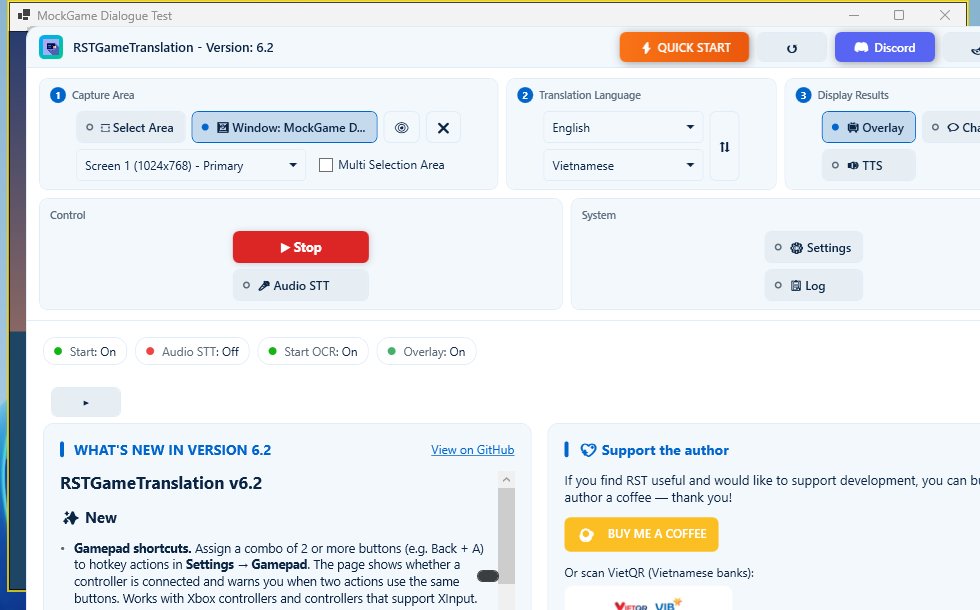 MockGame Dialogue Test
RSTGameTranslation - Version: 6.2
QUICK START
Discord
1 Capture Area
Select Area
Window: MockGame D...
Screen 1 (1024x768) - Primary
Multi Selection Area
2 Translation Language
English
Vietnamese
3 Display Results
Overlay
Cha
TTS
Control
Stop
Audio STT
System
Settings
Log
Start: On
Audio STT: Off
Start OCR: On
Overlay: On
WHAT'S NEW IN VERSION 6.2
View on GitHub
RSTGameTranslation v6.2
New
• Gamepad shortcuts. Assign a combo of 2 or more buttons (e.g. Back + A)
to hotkey actions in Settings → Gamepad. The page shows whether a
controller is connected and warns you when two actions use the same
buttons. Works with Xbox controllers and controllers that support XInput.
Support the author
If you find RST useful and would like to support development, you can bu
author a coffee — thank you!
BUY ME A COFFEE
Or scan VietQR (Vietnamese banks):
VIETQR VIB